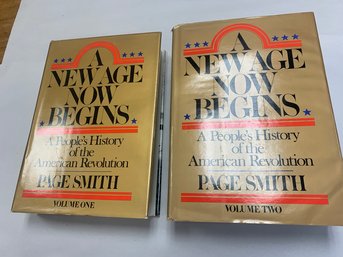 A
NEW AGE
NOW
BEGINS
A People's History
of the
American Revolution
PAGE SMITH
VOLUME ONE
A
NEW AGE
NOW
BEGINS
A People's History
of the
American Revolution
PAGE SMITH
VOLUME TWO